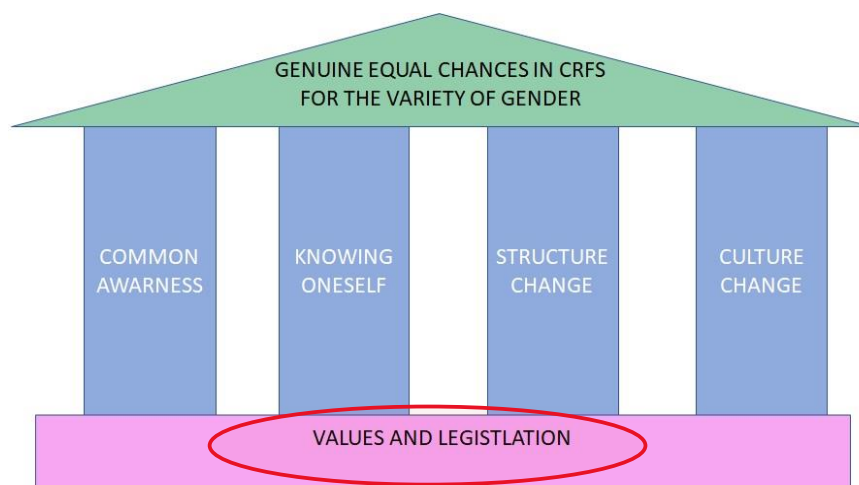 GENUINE EQUAL CHANCES IN CRFS
FOR THE VARIETY OF GENDER
COMMON
AWARNESS
KNOWING
ONESELF
STRUCTURE
CHANGE
CULTURE
CHANGE
VALUES AND LEGISTLATION